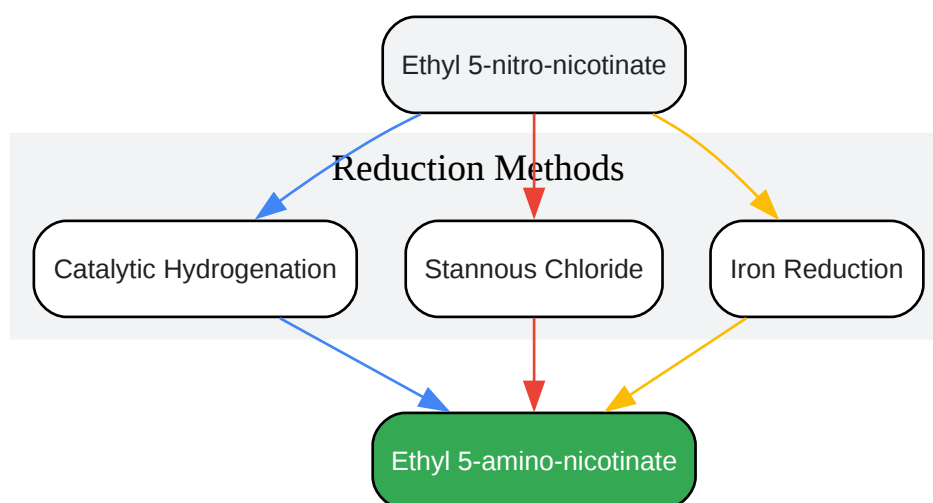 Ethyl 5-nitro-nicotinate
Reduction Methods
Catalytic Hydrogenation
Stannous Chloride
Iron Reduction
Ethyl 5-amino-nicotinate